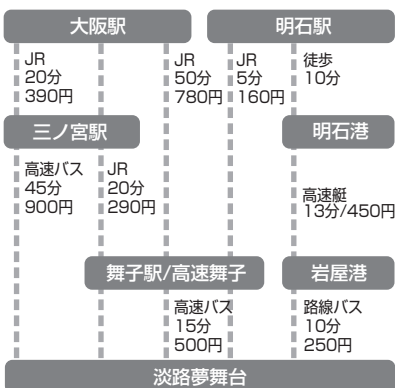 大阪駅
明石駅
JR
20分
390円
JR
50分
780円
JR
5分
160円
徒歩
10分
三ノ宮駅
明石港
高速バス
45分
900円
JR
20分
290円
高速艇
13分/450円
舞子駅/高速舞子
岩屋港
高速バス
15分
500円
路線バス
10分
250円
淡路夢舞台